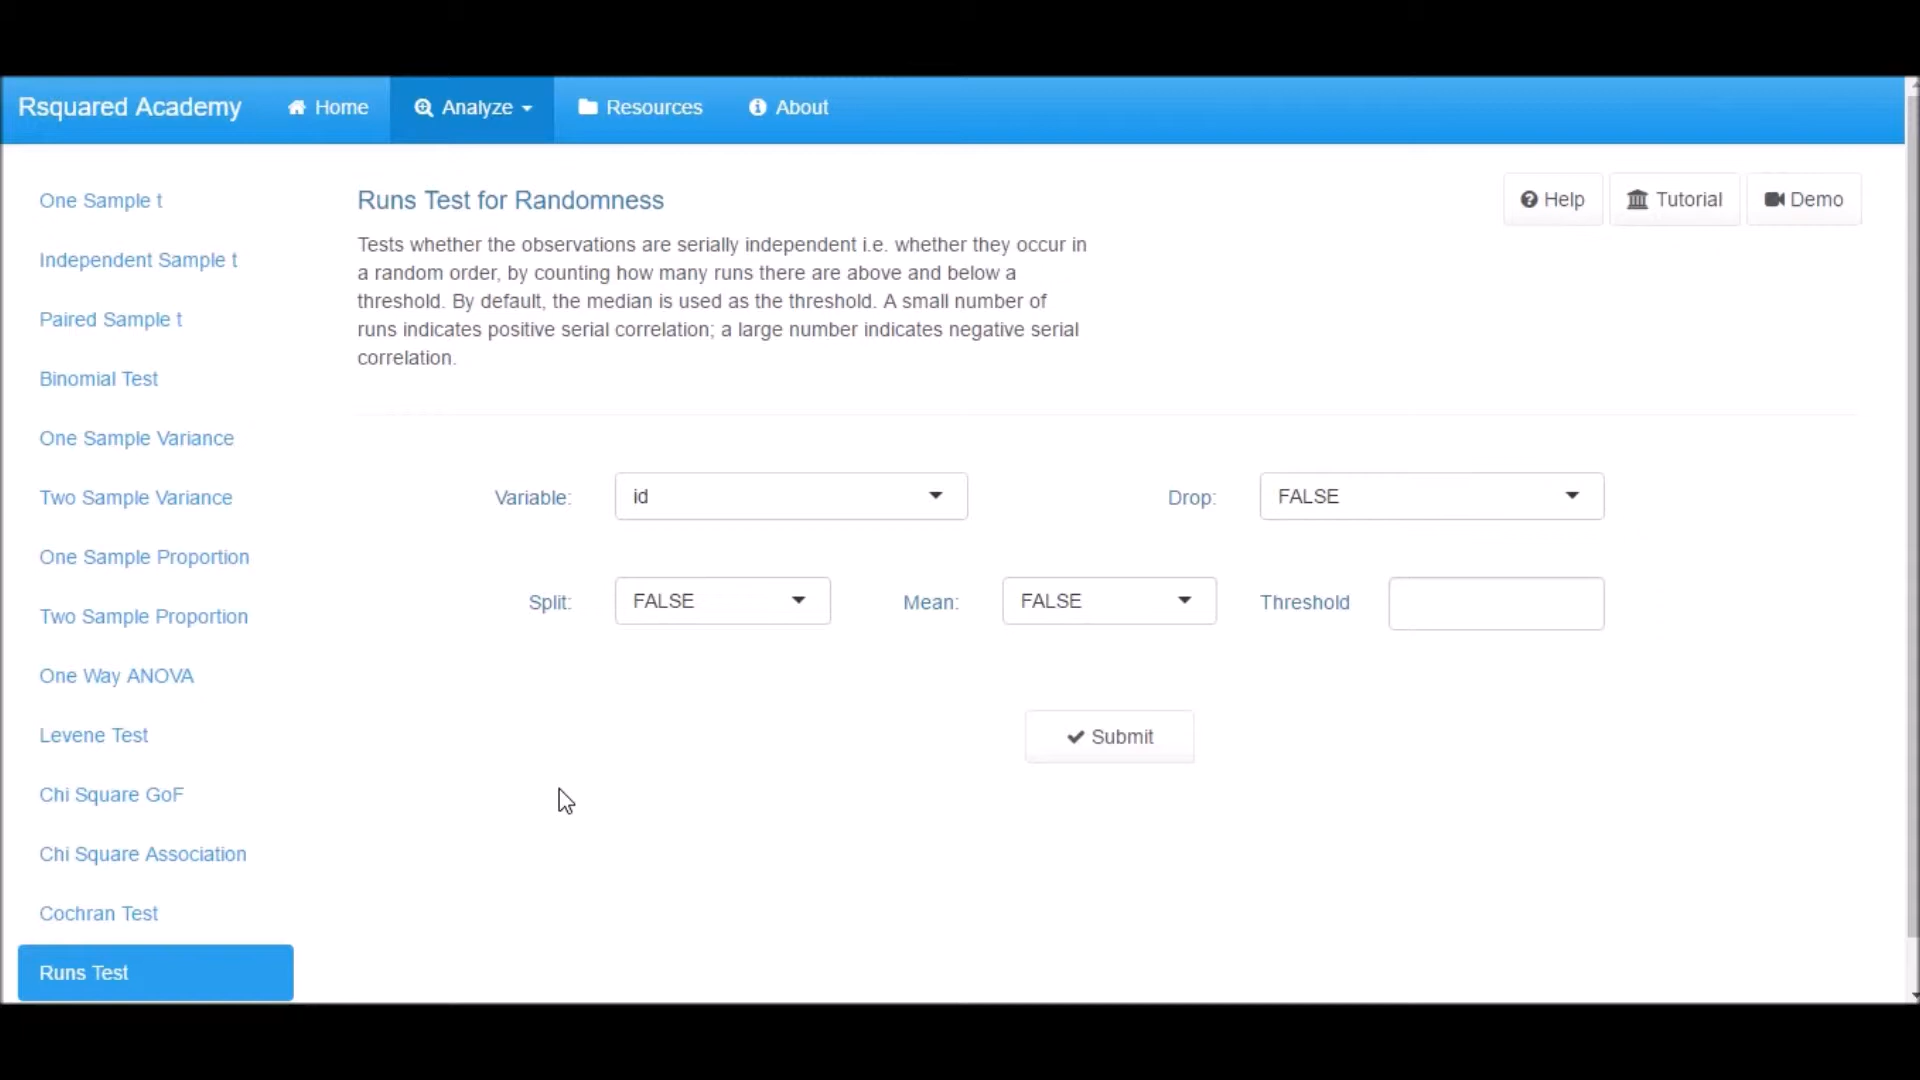 Rsquared Academy Home Analyze Resources About
One Sample t
Independent Sample t
Paired Sample t
Binomial Test
One Sample Variance
Two Sample Variance
One Sample Proportion
Two Sample Proportion
One Way ANOVA
Levene Test
Chi Square GoF
Chi Square Association
Cochran Test
Runs Test
Runs Test for Randomness
Help Tutorial Demo
Tests whether the observations are serially independent i.e. whether they occur in
a random order, by counting how many runs there are above and below a
threshold. By default, the median is used as the threshold. A small number of
runs indicates positive serial correlation; a large number indicates negative serial
correlation.
Variable: id Drop: FALSE
Split: FALSE Mean: FALSE Threshold
Submit